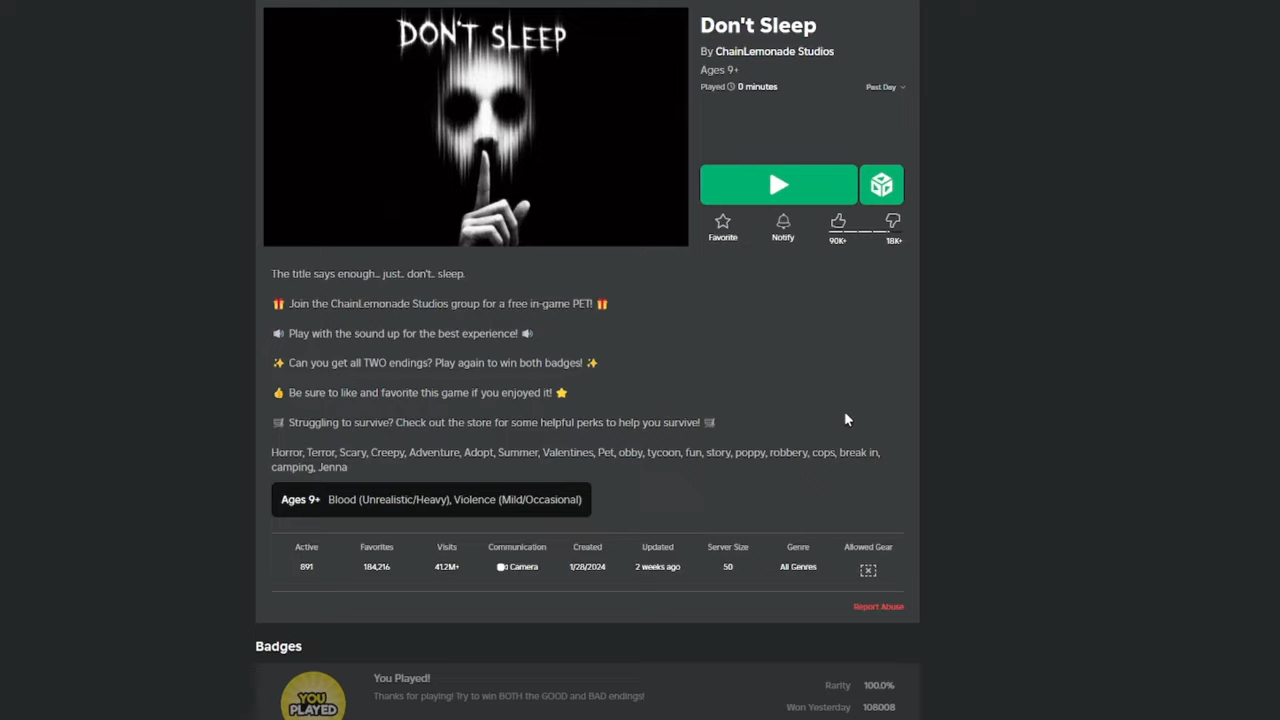 DON'T SLEEP
Don't Sleep
By ChainLemonade Studios
Ages 9+
Played 0 minutes
Past Day
Favorite
Notify
90K+
18K+
The title says enough... just.. don't.. sleep.
🎁 Join the ChainLemonade Studios group for a free in-game PET! 🎁
🔊 Play with the sound up for the best experience! 🔊
✨ Can you get all TWO endings? Play again to win both badges! ✨
👍 Be sure to like and favorite this game if you enjoyed it! ⭐
🛒 Struggling to survive? Check out the store for some helpful perks to help you survive! 🛒
Horror, Terror, Scary, Creepy, Adventure, Adopt, Summer, Valentines, Pet, obby, tycoon, fun, story, poppy, robbery, cops, break in,
camping, Jenna
Ages 9+ Blood (Unrealistic/Heavy), Violence (Mild/Occasional)
Active Favorites Visits Communication Created Updated Server Size Genre Allowed Gear
891 184,216 41.2M+ Camera 1/28/2024 2 weeks ago 50 All Genres
Report Abuse
Badges
YOU PLAYED
You Played!
Thanks for playing! Try to win BOTH the GOOD and BAD endings!
Rarity 100.0%
Won Yesterday 108008